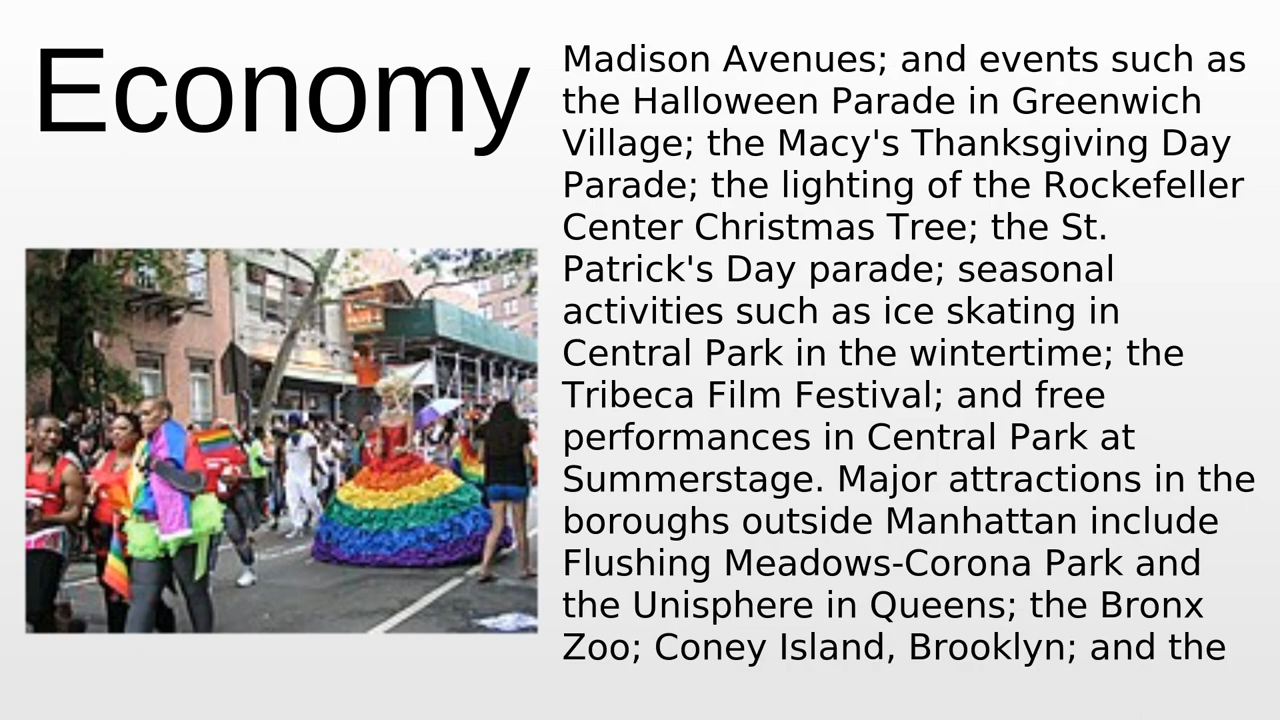 Economy
Madison Avenues; and events such as
the Halloween Parade in Greenwich
Village; the Macy's Thanksgiving Day
Parade; the lighting of the Rockefeller
Center Christmas Tree; the St.
Patrick's Day parade; seasonal
activities such as ice skating in
Central Park in the wintertime; the
Tribeca Film Festival; and free
performances in Central Park at
Summerstage. Major attractions in the
boroughs outside Manhattan include
Flushing Meadows-Corona Park and
the Unisphere in Queens; the Bronx
Zoo; Coney Island, Brooklyn; and the